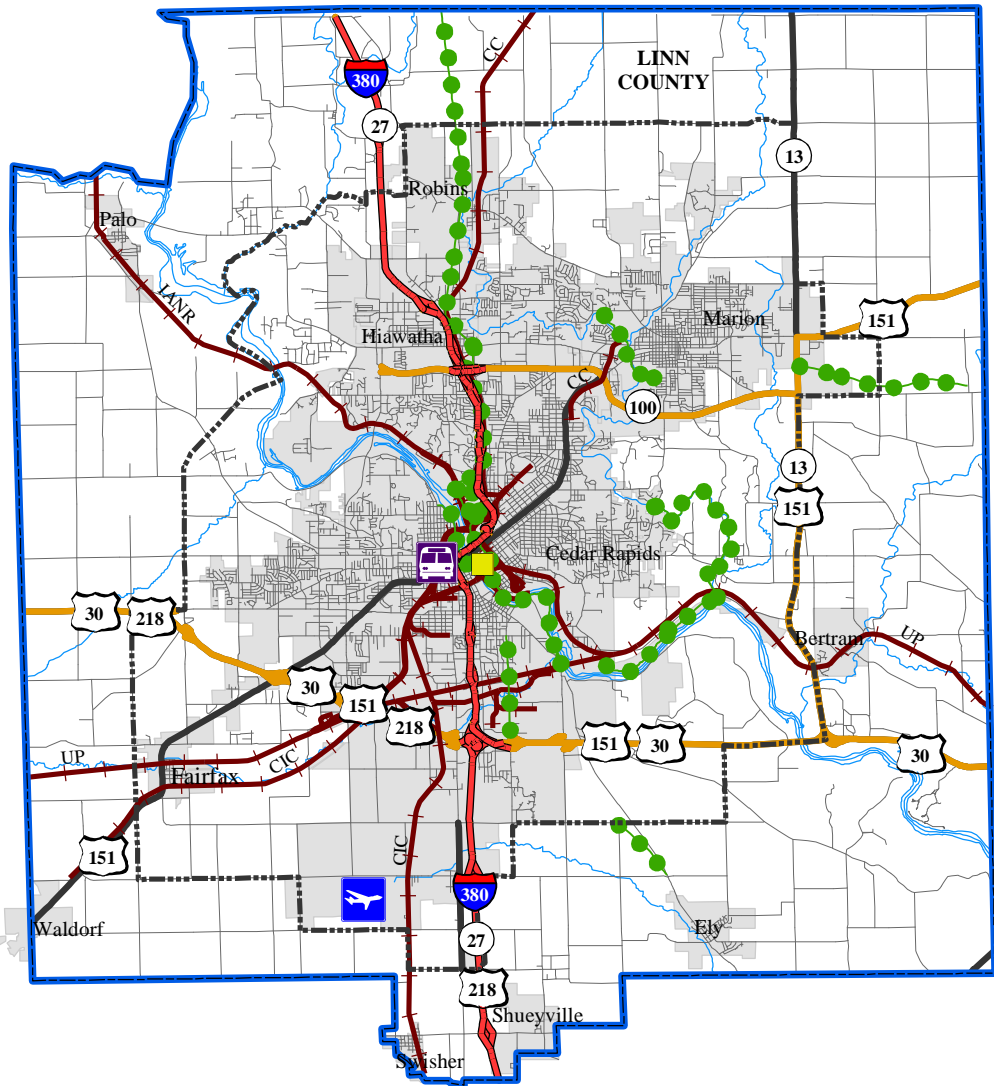 CC
LINN
COUNTY
380
27
13
Robins
Palo
IANR
151
Marion
Hiawatha
CC
100
13
151
Cedar Rapids
30
218
Bertram
UP
30
151
218
151
30
30
UP
CIC
Fairfax
151
CIC
380
Waldorf
Ely
27
218
Shueyville
Swisher